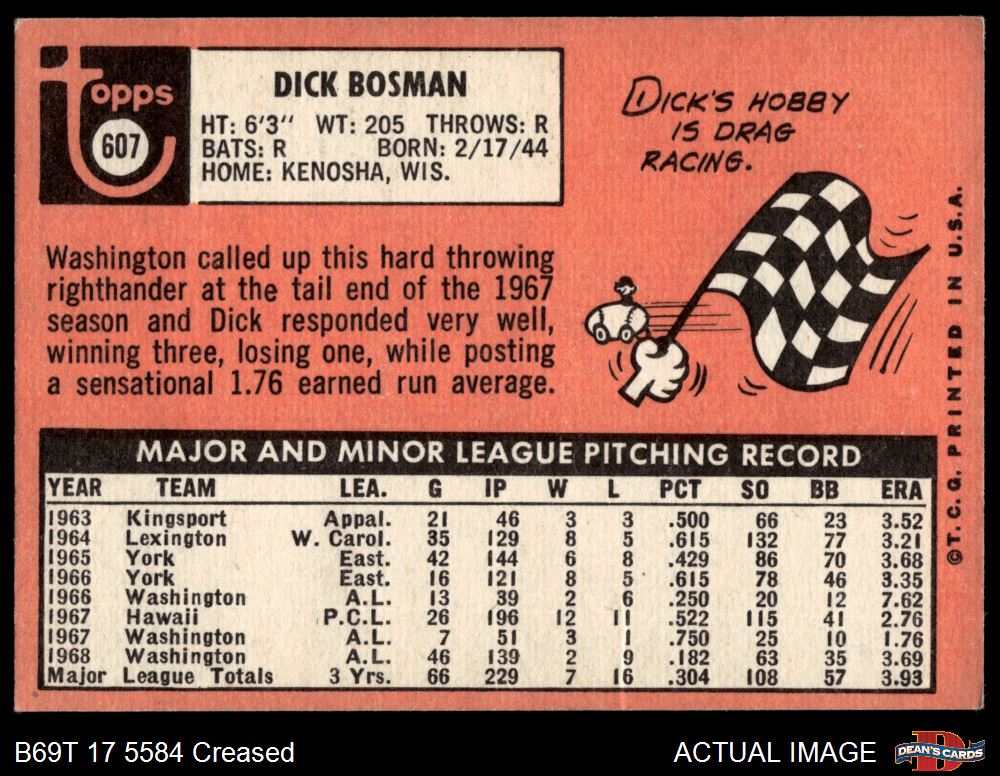 Topps
607
DICK BOSMAN
HT: 6'3" WT: 205 THROWS: R
BATS: R BORN: 2/17/44
HOME: KENOSHA, WIS.
DICK'S HOBBY
IS DRAG
RACING.
Washington called up this hard throwing
righthander at the tail end of the 1967
season and Dick responded very well,
winning three, losing one, while posting
a sensational 1.76 earned run average.
MAJOR AND MINOR LEAGUE PITCHING RECORD
YEAR TEAM LEA. G IP W L PCT SO BB ERA
1963 Kingsport Appal. 21 46 3 3 .500 66 23 3.52
1964 Lexington W. Carol. 35 129 8 5 .615 132 77 3.21
1965 York East. 42 144 6 8 .429 86 70 3.68
1966 York East. 16 121 8 5 .615 78 46 3.35
1966 Washington A.L. 13 39 2 6 .250 20 12 7.62
1967 Hawaii P.C.L. 26 196 12 11 .522 115 41 2.76
1967 Washington A.L. 7 51 3 1 .750 25 10 1.76
1968 Washington A.L. 46 139 2 9 .182 63 35 3.69
Major League Totals 3 Yrs. 66 229 7 16 .304 108 57 3.93
©T. C. G. PRINTED IN U.S.A.
B69T 17 5584 Creased
ACTUAL IMAGE
D
DEAN'S CARDS